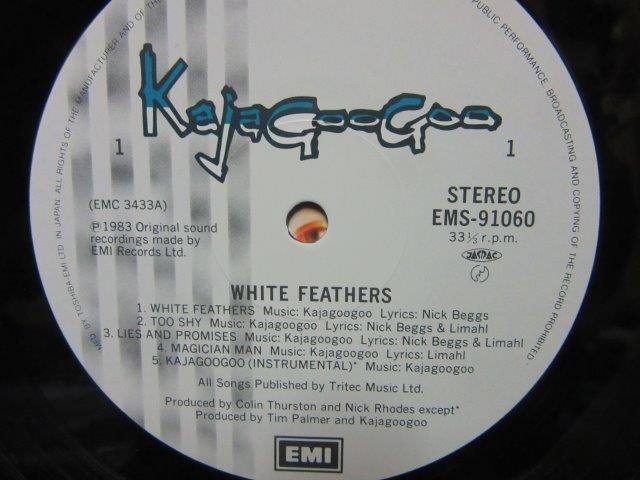 KajaGooGoo
1
1
(EMC 3433A)
℗ 1983 Original sound
recordings made by
EMI Records Ltd.
STEREO
EMS-91060
33⅓ r.p.m.
JASRAC
WHITE FEATHERS
1. WHITE FEATHERS Music: Kajagoogoo Lyrics: Nick Beggs
2. TOO SHY Music: Kajagoogoo Lyrics: Nick Beggs & Limahl
3. LIES AND PROMISES Music: Kajagoogoo Lyrics: Nick Beggs & Limahl
4. MAGICIAN MAN Music: Kajagoogoo Lyrics: Limahl
5. KAJAGOOGOO (INSTRUMENTAL)* Music: Kajagoogoo
All Songs Published by Tritec Music Ltd.
Produced by Colin Thurston and Nick Rhodes except*
Produced by Tim Palmer and Kajagoogoo
EMI
MF'D BY TOSHIBA-EMI LTD. IN JAPAN. ALL RIGHTS OF THE MANUFACTURER AND OF THE
PUBLIC PERFORMANCE, BROADCASTING AND COPYING OF THE RECORD PROHIBITED.